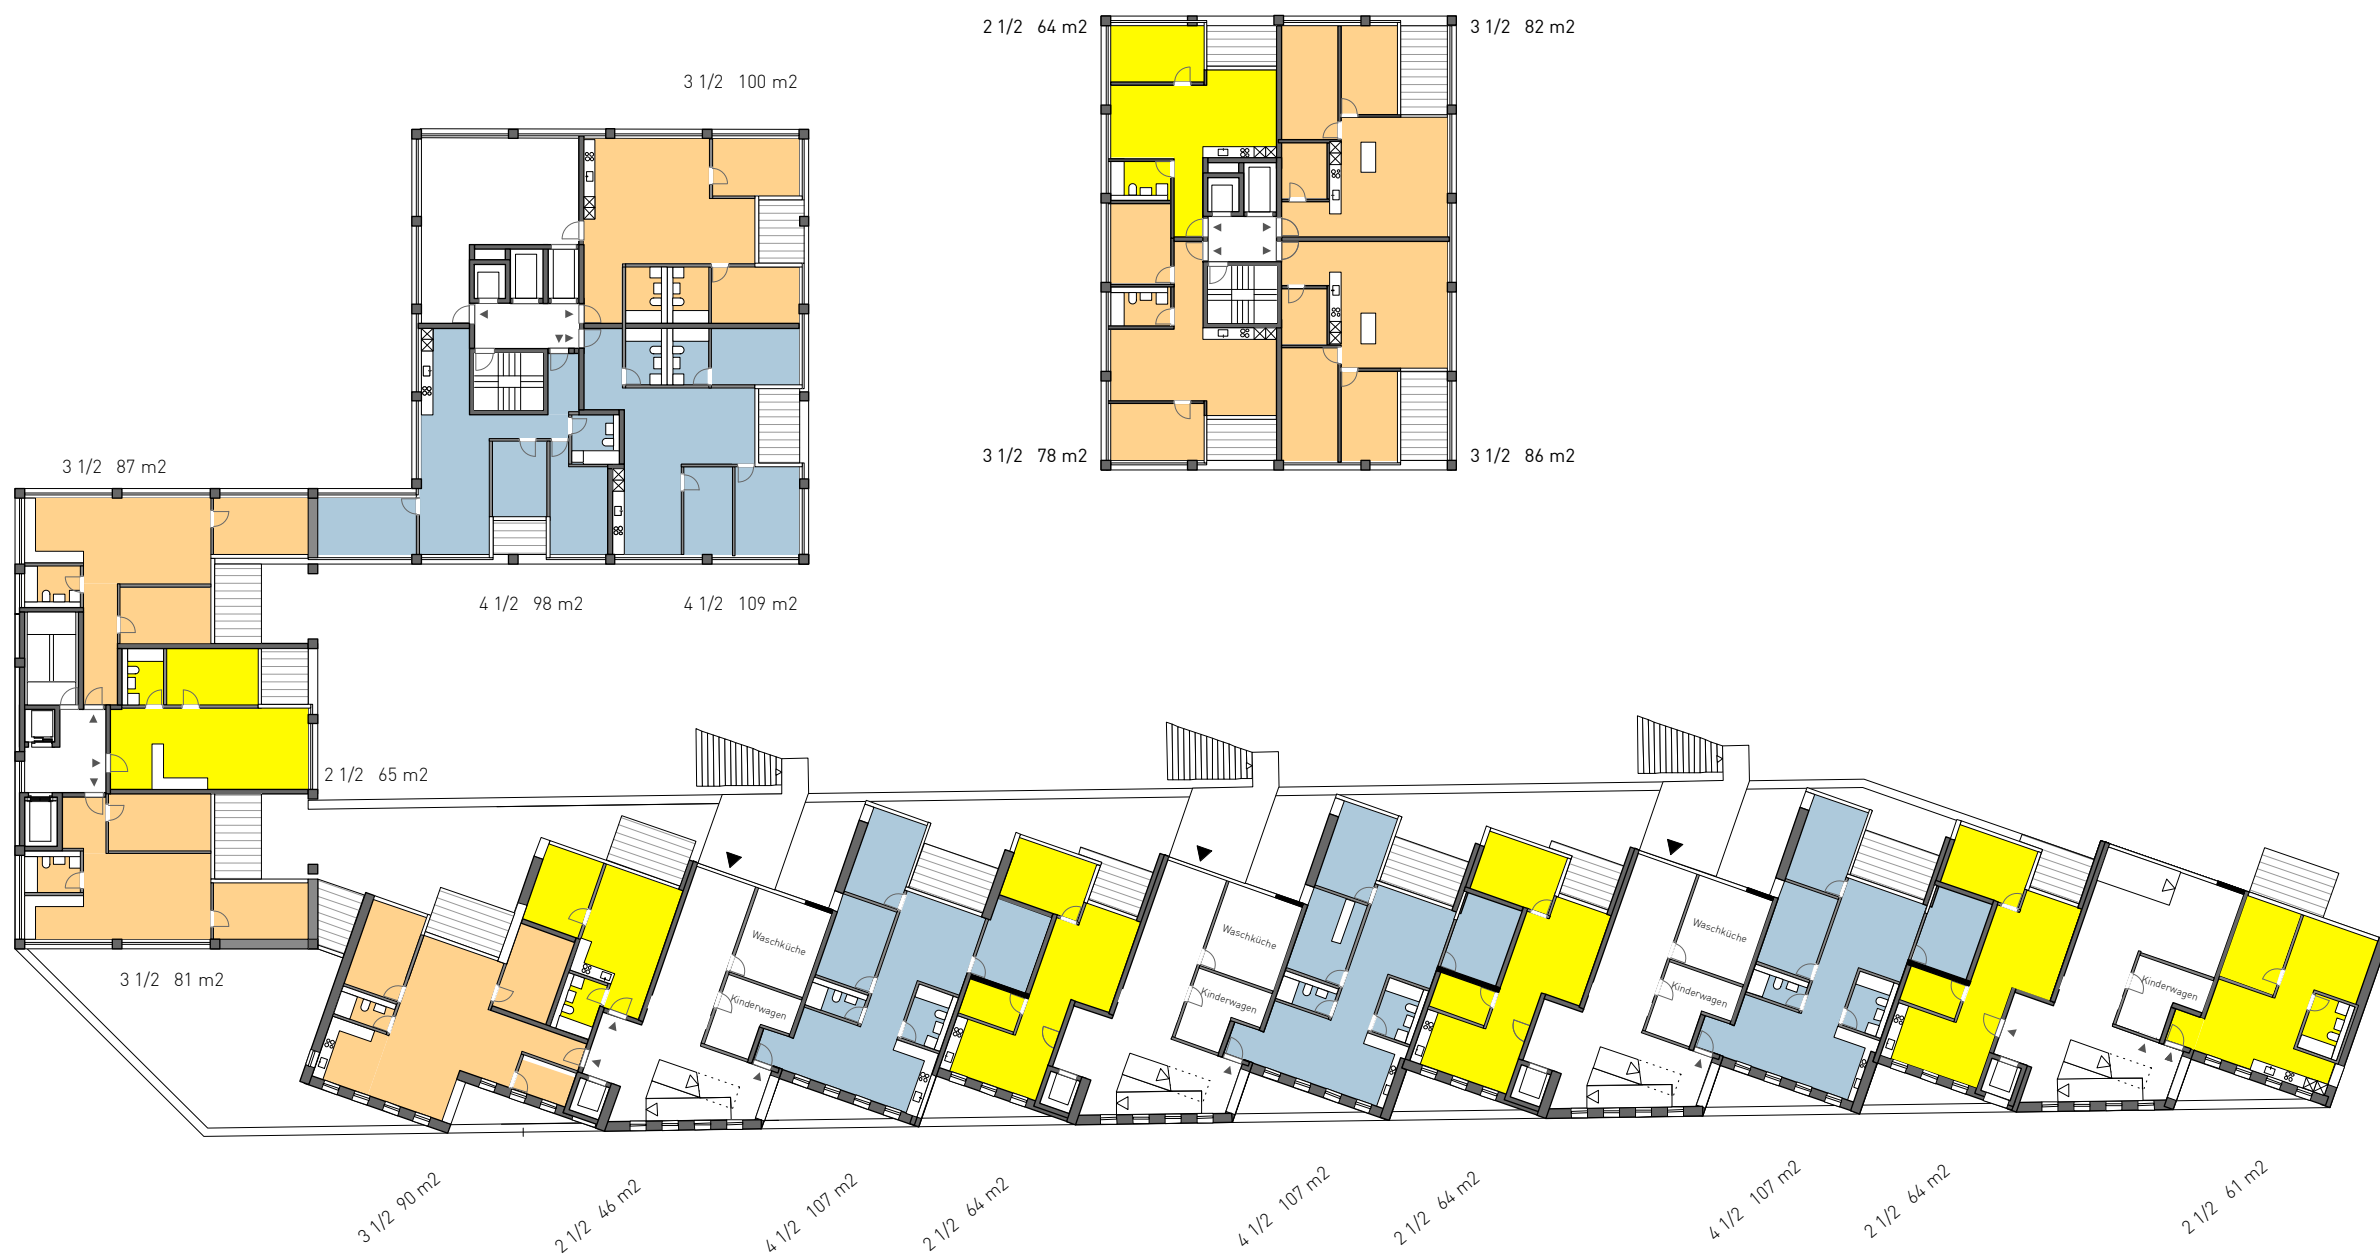 2 1/2 64 m2
3 1/2 82 m2
3 1/2 100 m2
3 1/2 78 m2
3 1/2 86 m2
3 1/2 87 m2
4 1/2 98 m2
4 1/2 109 m2
2 1/2 65 m2
3 1/2 81 m2
Waschküche
Kinderwagen
Waschküche
Kinderwagen
Waschküche
Kinderwagen
Kinderwagen
3 1/2 90 m2
2 1/2 46 m2
4 1/2 107 m2
2 1/2 64 m2
4 1/2 107 m2
2 1/2 64 m2
4 1/2 107 m2
2 1/2 64 m2
2 1/2 61 m2